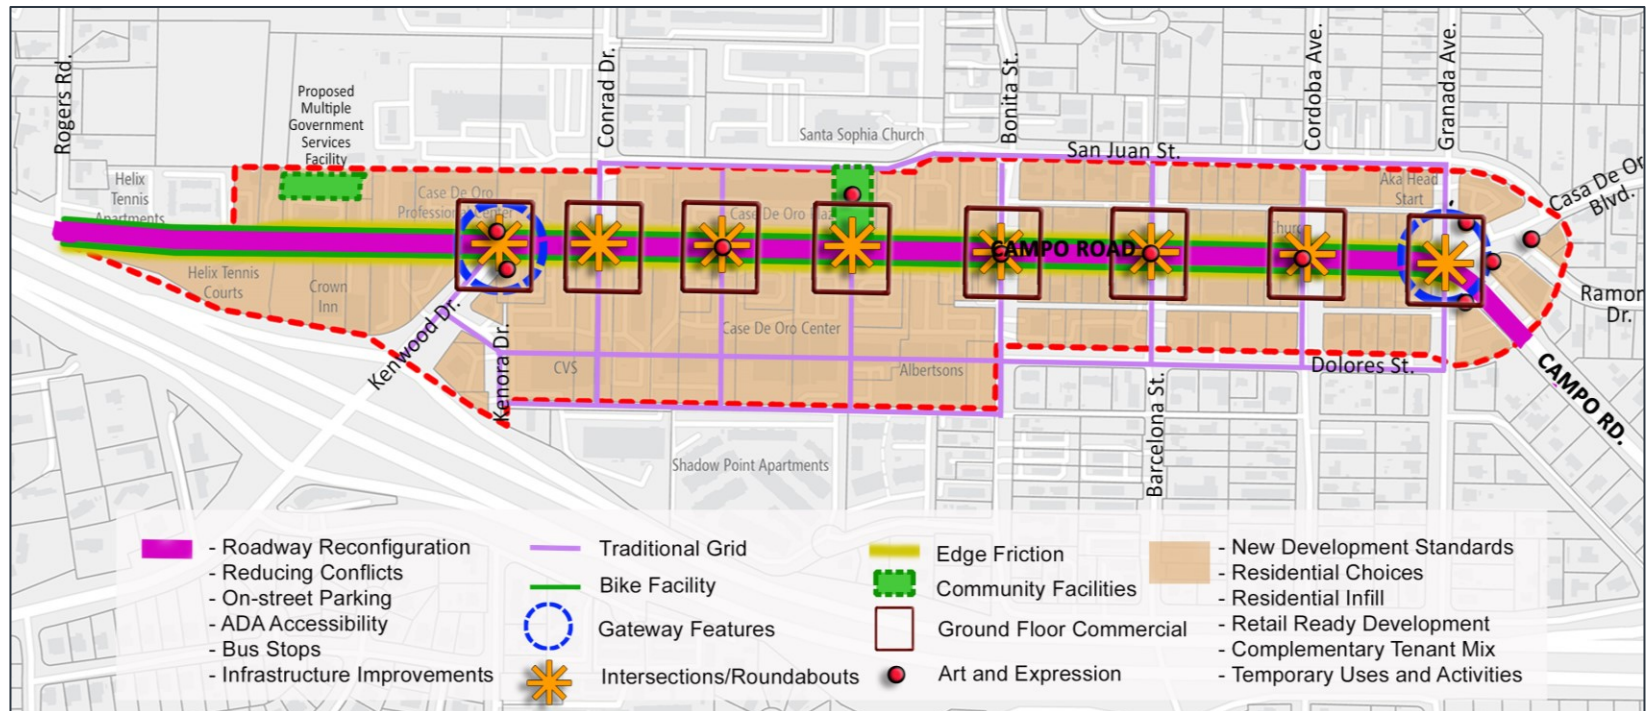 Rogers Rd.
Proposed
Multiple
Government
Services
Facility
Conrad Dr.
Santa Sophia Church
Bonita St.
San Juan St.
Cordoba Ave.
Granada Ave.
Casa De Or
Blvd.
Helix
Tennis
Apartments
Case De Oro
Professional Center
Case De Oro Plaz
Aka Head
Start
Church
CAMPO ROAD
Helix Tennis
Courts
Crown
Inn
Kenwood Dr.
Kenora Dr.
CVS
Case De Oro Center
Albertsons
Dolores St.
Ramon
Dr.
CAMPO RD.
Barcelona St.
Shadow Point Apartments
- Roadway Reconfiguration
- Reducing Conflicts
- On-street Parking
- ADA Accessibility
- Bus Stops
- Infrastructure Improvements
Traditional Grid
Bike Facility
Gateway Features
Intersections/Roundabouts
Edge Friction
Community Facilities
Ground Floor Commercial
Art and Expression
- New Development Standards
- Residential Choices
- Residential Infill
- Retail Ready Development
- Complementary Tenant Mix
- Temporary Uses and Activities